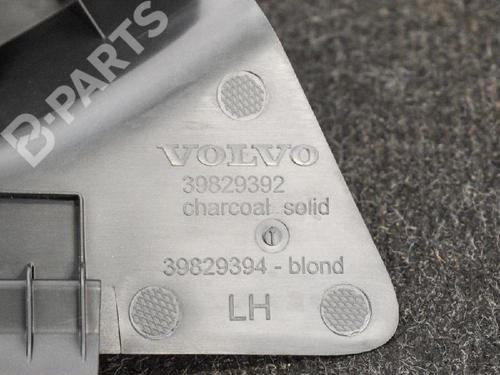 B-PARTS
VOLVO
39829392
charcoal solid
39829394 - blond
LH